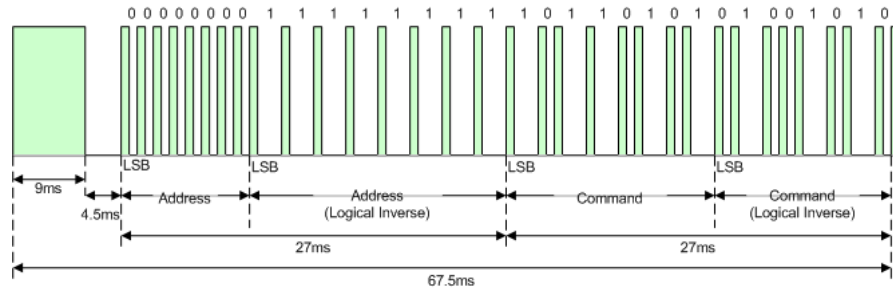 0 0 0 0 0 0 0 0 1 1 1 1 1 1 1 1 1 0 1 1 0 1 0 1 0 1 0 0 1 0 1 0
LSB LSB LSB LSB
9ms
4.5ms
Address
Address
(Logical Inverse)
Command
Command
(Logical Inverse)
27ms 27ms
67.5ms